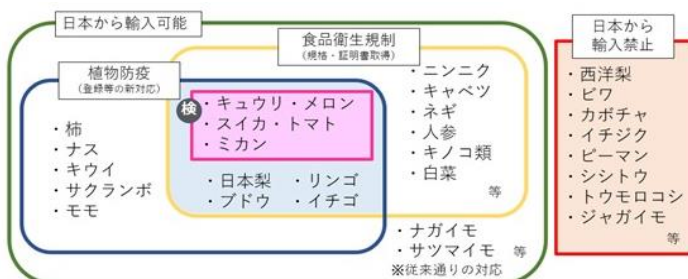 日本から輸入可能
食品衛生規制
(規格・証明書取得)
植物防疫
(登録等の新対応)
・柿
・ナス
・キウイ
・サクランボ
・モモ
検
・キュウリ・メロン
・スイカ・トマト
・ミカン
・日本梨 ・リンゴ
・ブドウ ・イチゴ
・ニンニク
・キャベツ
・ネギ
・人参
・キノコ類
・白菜
等
・ナガイモ
・サツマイモ 等
※従来通りの対応
日本から
輸入禁止
・西洋梨
・ビワ
・カボチャ
・イチジク
・ピーマン
・シシトウ
・トウモロコシ
・ジャガイモ
等